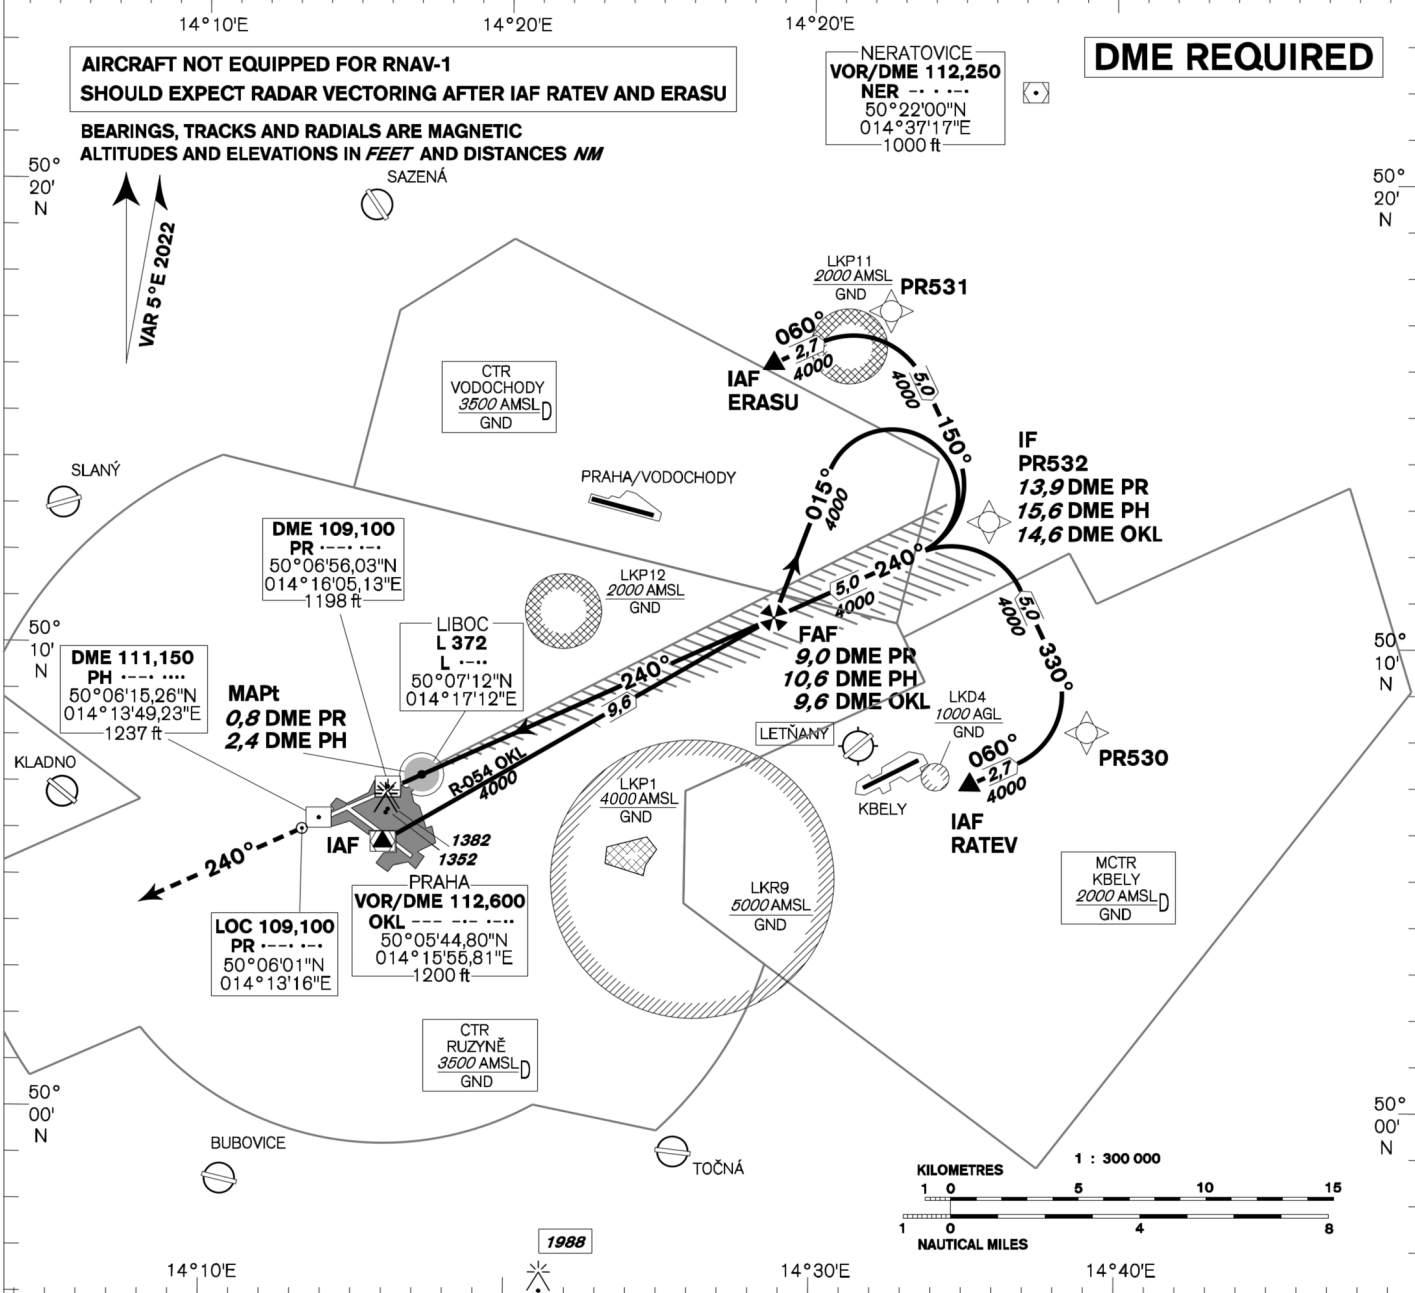 14°10'E
14°20'E
14°20'E
AIRCRAFT NOT EQUIPPED FOR RNAV-1
SHOULD EXPECT RADAR VECTORING AFTER IAF RATEV AND ERASU
BEARINGS, TRACKS AND RADIALS ARE MAGNETIC
ALTITUDES AND ELEVATIONS IN FEET AND DISTANCES NM
NERATOVICE
VOR/DME 112,250
NER -· · ·-·
50°22'00"N
014°37'17"E
1000 ft
DME REQUIRED
50°
20'
N
50°
20'
N
VAR 5°E 2022
SAZENÁ
LKP11
2000 AMSL
GND
PR531
060°
2,7
4000
IAF
ERASU
5,0
4000
150°
CTR
VODOCHODY
3500 AMSL D
GND
SLANÝ
PRAHA/VODOCHODY
015°
4000
IF
PR532
13,9 DME PR
15,6 DME PH
14,6 DME OKL
DME 109,100
PR ·--· ·-·
50°06'56,03"N
014°16'05,13"E
1198 ft
LKP12
2000 AMSL
GND
5,0
240°
4000
5,0
4000
330°
50°
10'
N
50°
10'
N
DME 111,150
PH ·--· ····
50°06'15,26"N
014°13'49,23"E
1237 ft
LIBOC
L 372
L ·-··
50°07'12"N
014°17'12"E
MAPt
0,8 DME PR
2,4 DME PH
FAF
9,0 DME PR
10,6 DME PH
9,6 DME OKL
240°
9,6
R-054 OKL
4000
LKD4
1000 AGL
GND
LETŇANY
KBELY
060°
2,7
4000
PR530
IAF
RATEV
KLADNO
LKP1
4000 AMSL
GND
IAF
1382
1352
240°
PRAHA
VOR/DME 112,600
OKL --- -·- ·-··
50°05'44,80"N
014°15'55,81"E
1200 ft
LKR9
5000 AMSL
GND
MCTR
KBELY
2000 AMSL D
GND
LOC 109,100
PR ·--· ·-·
50°06'01"N
014°13'16"E
CTR
RUZYNĚ
3500 AMSL D
GND
50°
00'
N
50°
00'
N
BUBOVICE
TOČNÁ
1 : 300 000
KILOMETRES
1 0 5 10 15
1 0 4 8
NAUTICAL MILES
1988
14°10'E
14°30'E
14°40'E